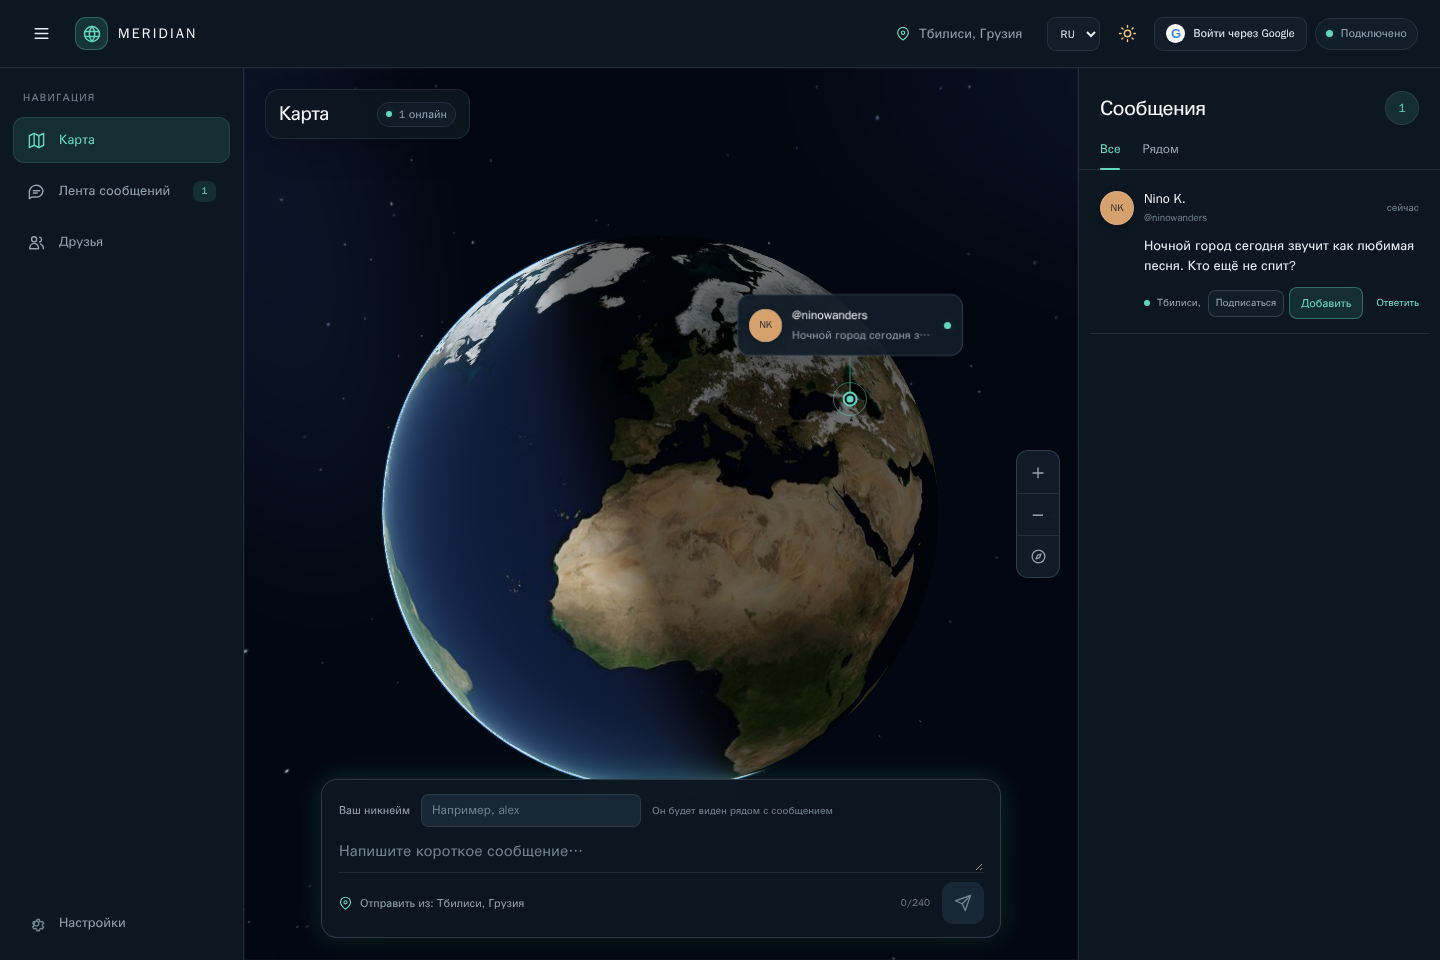 MERIDIAN
Тбилиси, Грузия
RU
G
Войти через Google
Подключено
НАВИГАЦИЯ
Карта
Лента сообщений
1
Друзья
Настройки
Карта
1 онлайн
NK
@ninowanders
Ночной город сегодня з…
Ваш никнейм
Например, alex
Он будет виден рядом с сообщением
Напишите короткое сообщение…
Отправить из: Тбилиси, Грузия
0/240
Сообщения
1
Все
Рядом
NK
Nino K.
@ninowanders
сейчас
Ночной город сегодня звучит как любимая
песня. Кто ещё не спит?
Тбилиси,
Подписаться
Добавить
Ответить